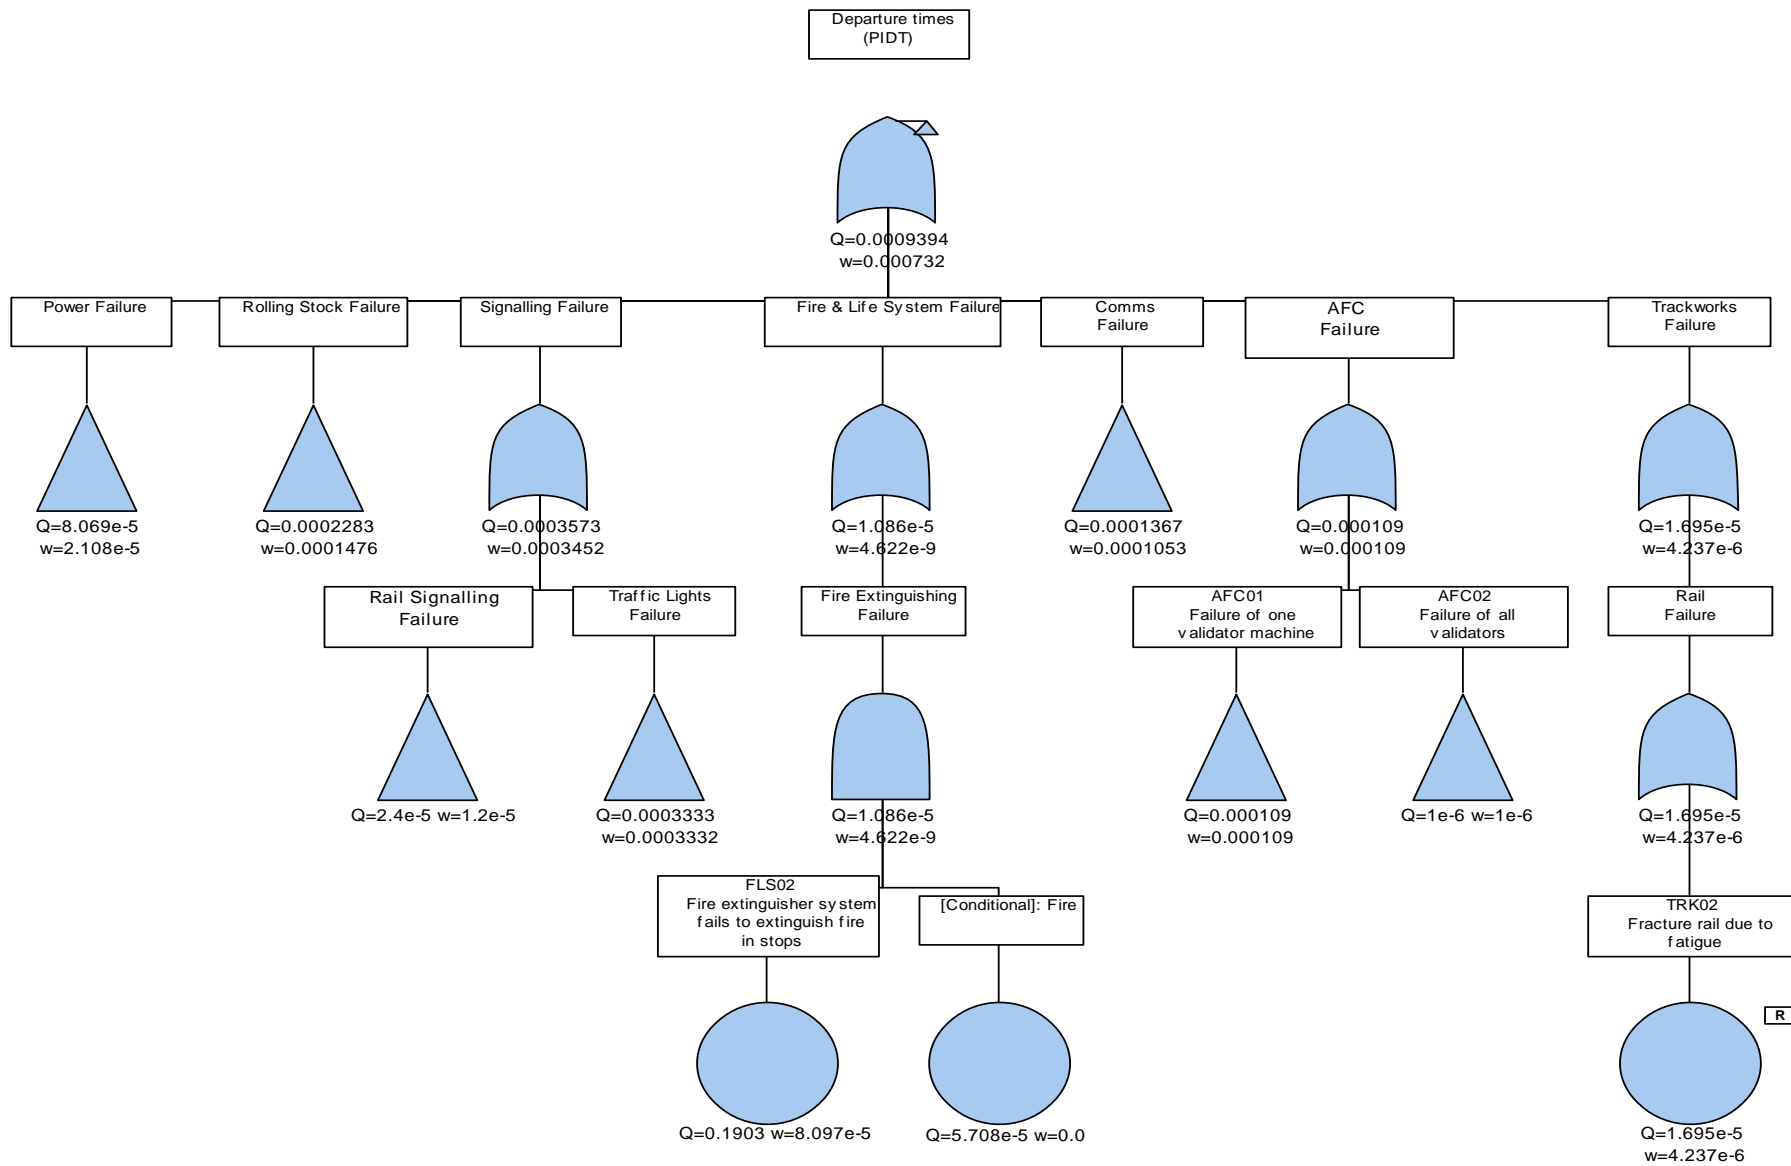 Departure times
(PIDT)
Q=0.0009394
w=0.000732
Power Failure
Rolling Stock Failure
Signalling Failure
Fire & Life System Failure
Comms
Failure
AFC
Failure
Trackworks
Failure
Q=8.069e-5
w=2.108e-5
Q=0.0002283
w=0.0001476
Q=0.0003573
w=0.0003452
Q=1.086e-5
w=4.622e-9
Q=0.0001367
w=0.0001053
Q=0.000109
w=0.000109
Q=1.695e-5
w=4.237e-6
Rail Signalling
Failure
Traffic Lights
Failure
Fire Extinguishing
Failure
AFC01
Failure of one
validator machine
AFC02
Failure of all
validators
Rail
Failure
Q=2.4e-5 w=1.2e-5
Q=0.0003333
w=0.0003332
Q=1.086e-5
w=4.622e-9
Q=0.000109
w=0.000109
Q=1e-6 w=1e-6
Q=1.695e-5
w=4.237e-6
FLS02
Fire extinguisher system
fails to extinguish fire
in stops
[Conditional]: Fire
TRK02
Fracture rail due to
fatigue
R
Q=0.1903 w=8.097e-5
Q=5.708e-5 w=0.0
Q=1.695e-5
w=4.237e-6